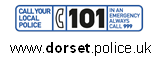 CALL YOUR
LOCAL
POLICE
101
IN AN
EMERGENCY
ALWAYS
CALL 999
www.dorset.police.uk